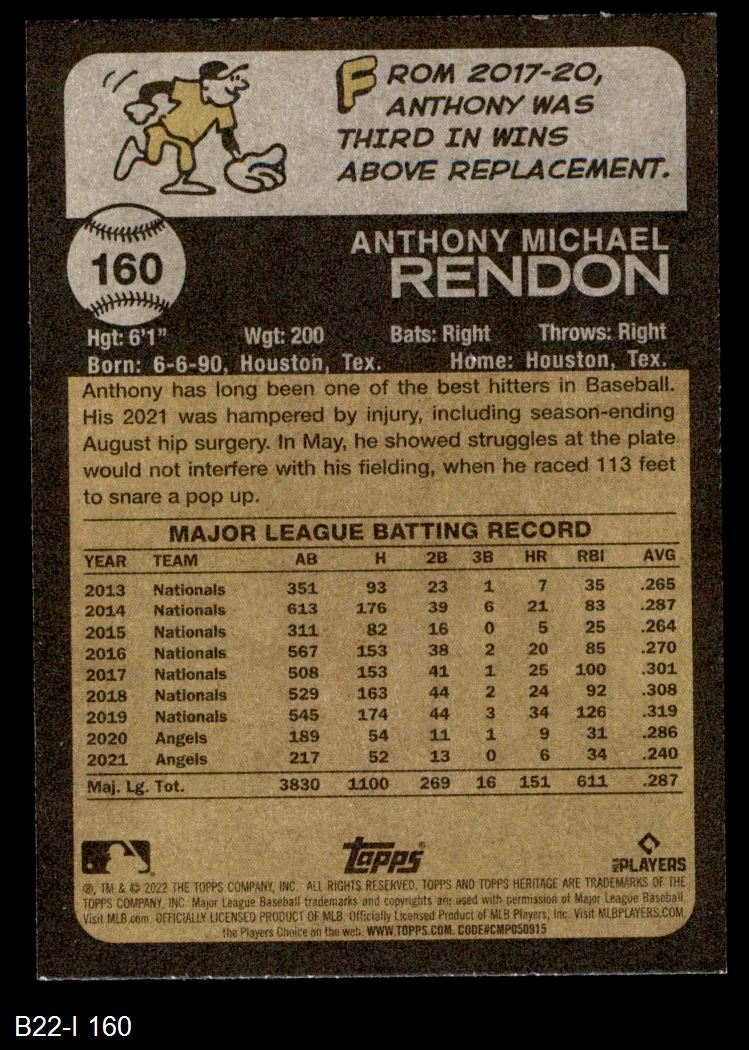 FROM 2017-20,
ANTHONY WAS
THIRD IN WINS
ABOVE REPLACEMENT.
160
ANTHONY MICHAEL
RENDON
Hgt: 6'1" Wgt: 200 Bats: Right Throws: Right
Born: 6-6-90, Houston, Tex. Home: Houston, Tex.
Anthony has long been one of the best hitters in Baseball.
His 2021 was hampered by injury, including season-ending
August hip surgery. In May, he showed struggles at the plate
would not interfere with his fielding, when he raced 113 feet
to snare a pop up.
MAJOR LEAGUE BATTING RECORD
YEAR TEAM AB H 2B 3B HR RBI AVG
2013 Nationals 351 93 23 1 7 35 .265
2014 Nationals 613 176 39 6 21 83 .287
2015 Nationals 311 82 16 0 5 25 .264
2016 Nationals 567 153 38 2 20 85 .270
2017 Nationals 508 153 41 1 25 100 .301
2018 Nationals 529 163 44 2 24 92 .308
2019 Nationals 545 174 44 3 34 126 .319
2020 Angels 189 54 11 1 9 31 .286
2021 Angels 217 52 13 0 6 34 .240
Maj. Lg. Tot. 3830 1100 269 16 151 611 .287
Topps PLAYERS
®, TM & © 2022 THE TOPPS COMPANY, INC. ALL RIGHTS RESERVED. TOPPS AND TOPPS HERITAGE ARE TRADEMARKS OF THE
TOPPS COMPANY, INC. Major League Baseball trademarks and copyrights are used with permission of Major League Baseball.
Visit MLB.com. OFFICIALLY LICENSED PRODUCT OF MLB. Officially Licensed Product of MLB Players, Inc. Visit MLBPLAYERS.COM,
the Players Choice on the web. WWW.TOPPS.COM. CODE#CMP050915
B22-I 160